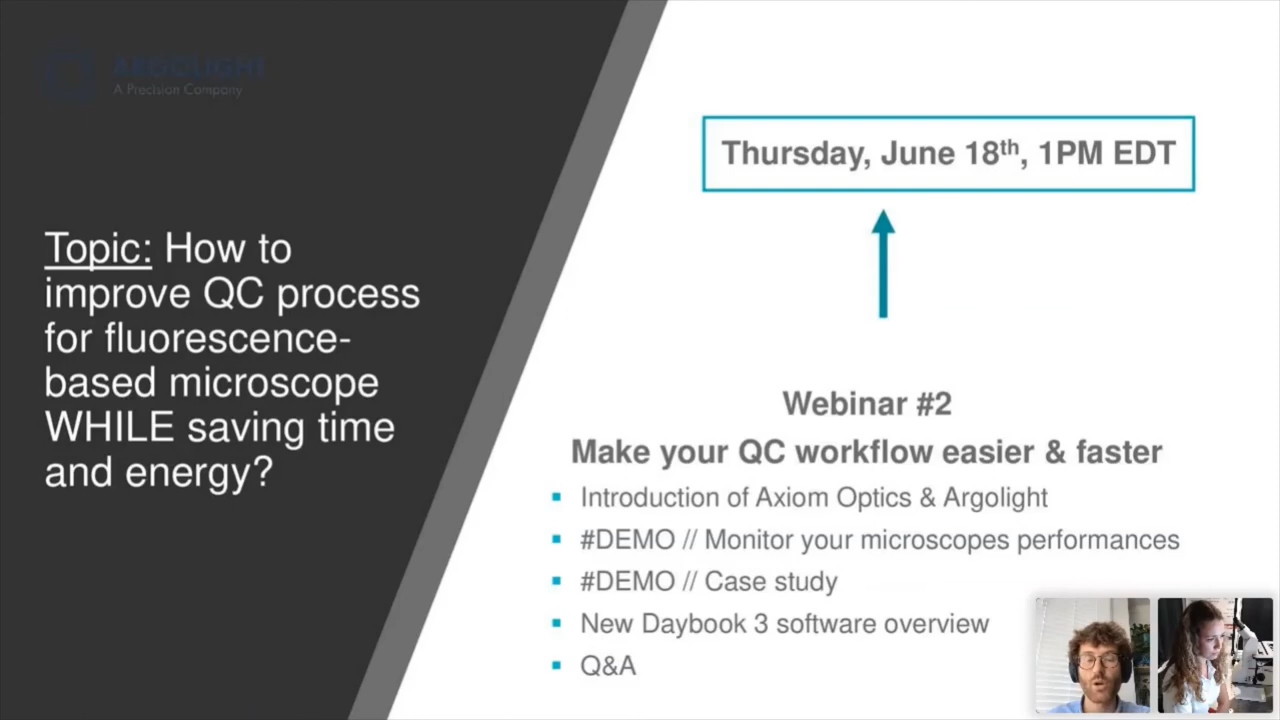 ARGOLIGHT
A Precision Company
Topic: How to
improve QC process
for fluorescence-
based microscope
WHILE saving time
and energy?
Thursday, June 18th, 1PM EDT
Webinar #2
Make your QC workflow easier & faster
Introduction of Axiom Optics & Argolight
#DEMO // Monitor your microscopes performances
#DEMO // Case study
New Daybook 3 software overview
Q&A